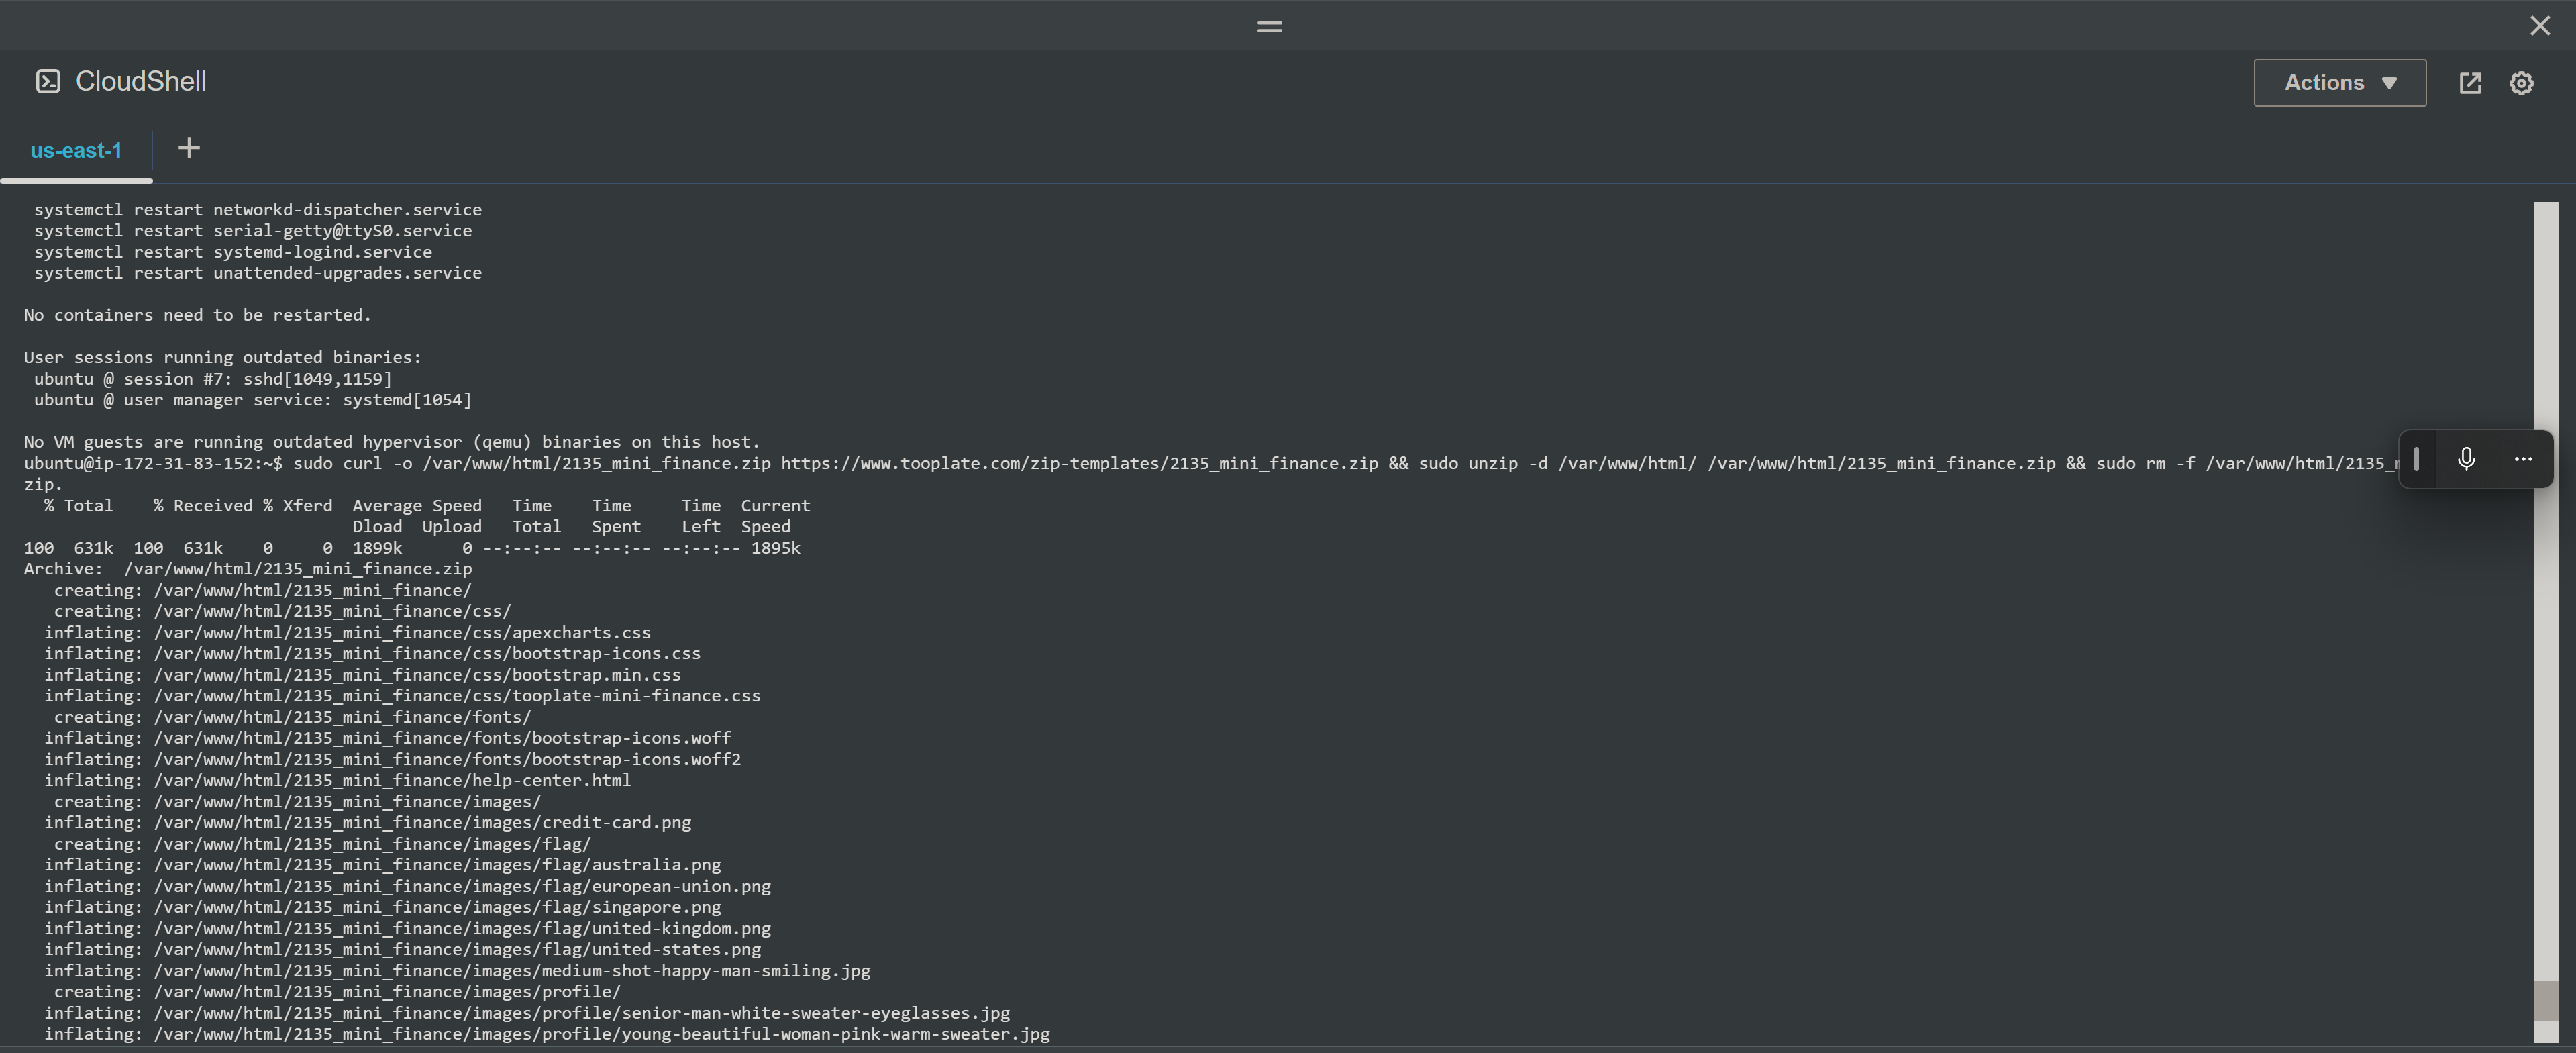 CloudShell
Actions
us-east-1
systemctl restart networkd-dispatcher.service
systemctl restart serial-getty@ttyS0.service
systemctl restart systemd-logind.service
systemctl restart unattended-upgrades.service
No containers need to be restarted.
User sessions running outdated binaries:
ubuntu @ session #7: sshd[1049,1159]
ubuntu @ user manager service: systemd[1054]
No VM guests are running outdated hypervisor (qemu) binaries on this host.
ubuntu@ip-172-31-83-152:~$ sudo curl -o /var/www/html/2135_mini_finance.zip https://www.tooplate.com/zip-templates/2135_mini_finance.zip && sudo unzip -d /var/www/html/ /var/www/html/2135_mini_finance.zip && sudo rm -f /var/www/html/2135_
zip.
% Total % Received % Xferd Average Speed Time Time Time Current
Dload Upload Total Spent Left Speed
100 631k 100 631k 0 0 1899k 0 --:--:-- --:--:-- --:--:-- 1895k
Archive: /var/www/html/2135_mini_finance.zip
creating: /var/www/html/2135_mini_finance/
creating: /var/www/html/2135_mini_finance/css/
inflating: /var/www/html/2135_mini_finance/css/apexcharts.css
inflating: /var/www/html/2135_mini_finance/css/bootstrap-icons.css
inflating: /var/www/html/2135_mini_finance/css/bootstrap.min.css
inflating: /var/www/html/2135_mini_finance/css/tooplate-mini-finance.css
creating: /var/www/html/2135_mini_finance/fonts/
inflating: /var/www/html/2135_mini_finance/fonts/bootstrap-icons.woff
inflating: /var/www/html/2135_mini_finance/fonts/bootstrap-icons.woff2
inflating: /var/www/html/2135_mini_finance/help-center.html
creating: /var/www/html/2135_mini_finance/images/
inflating: /var/www/html/2135_mini_finance/images/credit-card.png
creating: /var/www/html/2135_mini_finance/images/flag/
inflating: /var/www/html/2135_mini_finance/images/flag/australia.png
inflating: /var/www/html/2135_mini_finance/images/flag/european-union.png
inflating: /var/www/html/2135_mini_finance/images/flag/singapore.png
inflating: /var/www/html/2135_mini_finance/images/flag/united-kingdom.png
inflating: /var/www/html/2135_mini_finance/images/flag/united-states.png
inflating: /var/www/html/2135_mini_finance/images/medium-shot-happy-man-smiling.jpg
creating: /var/www/html/2135_mini_finance/images/profile/
inflating: /var/www/html/2135_mini_finance/images/profile/senior-man-white-sweater-eyeglasses.jpg
inflating: /var/www/html/2135_mini_finance/images/profile/young-beautiful-woman-pink-warm-sweater.jpg